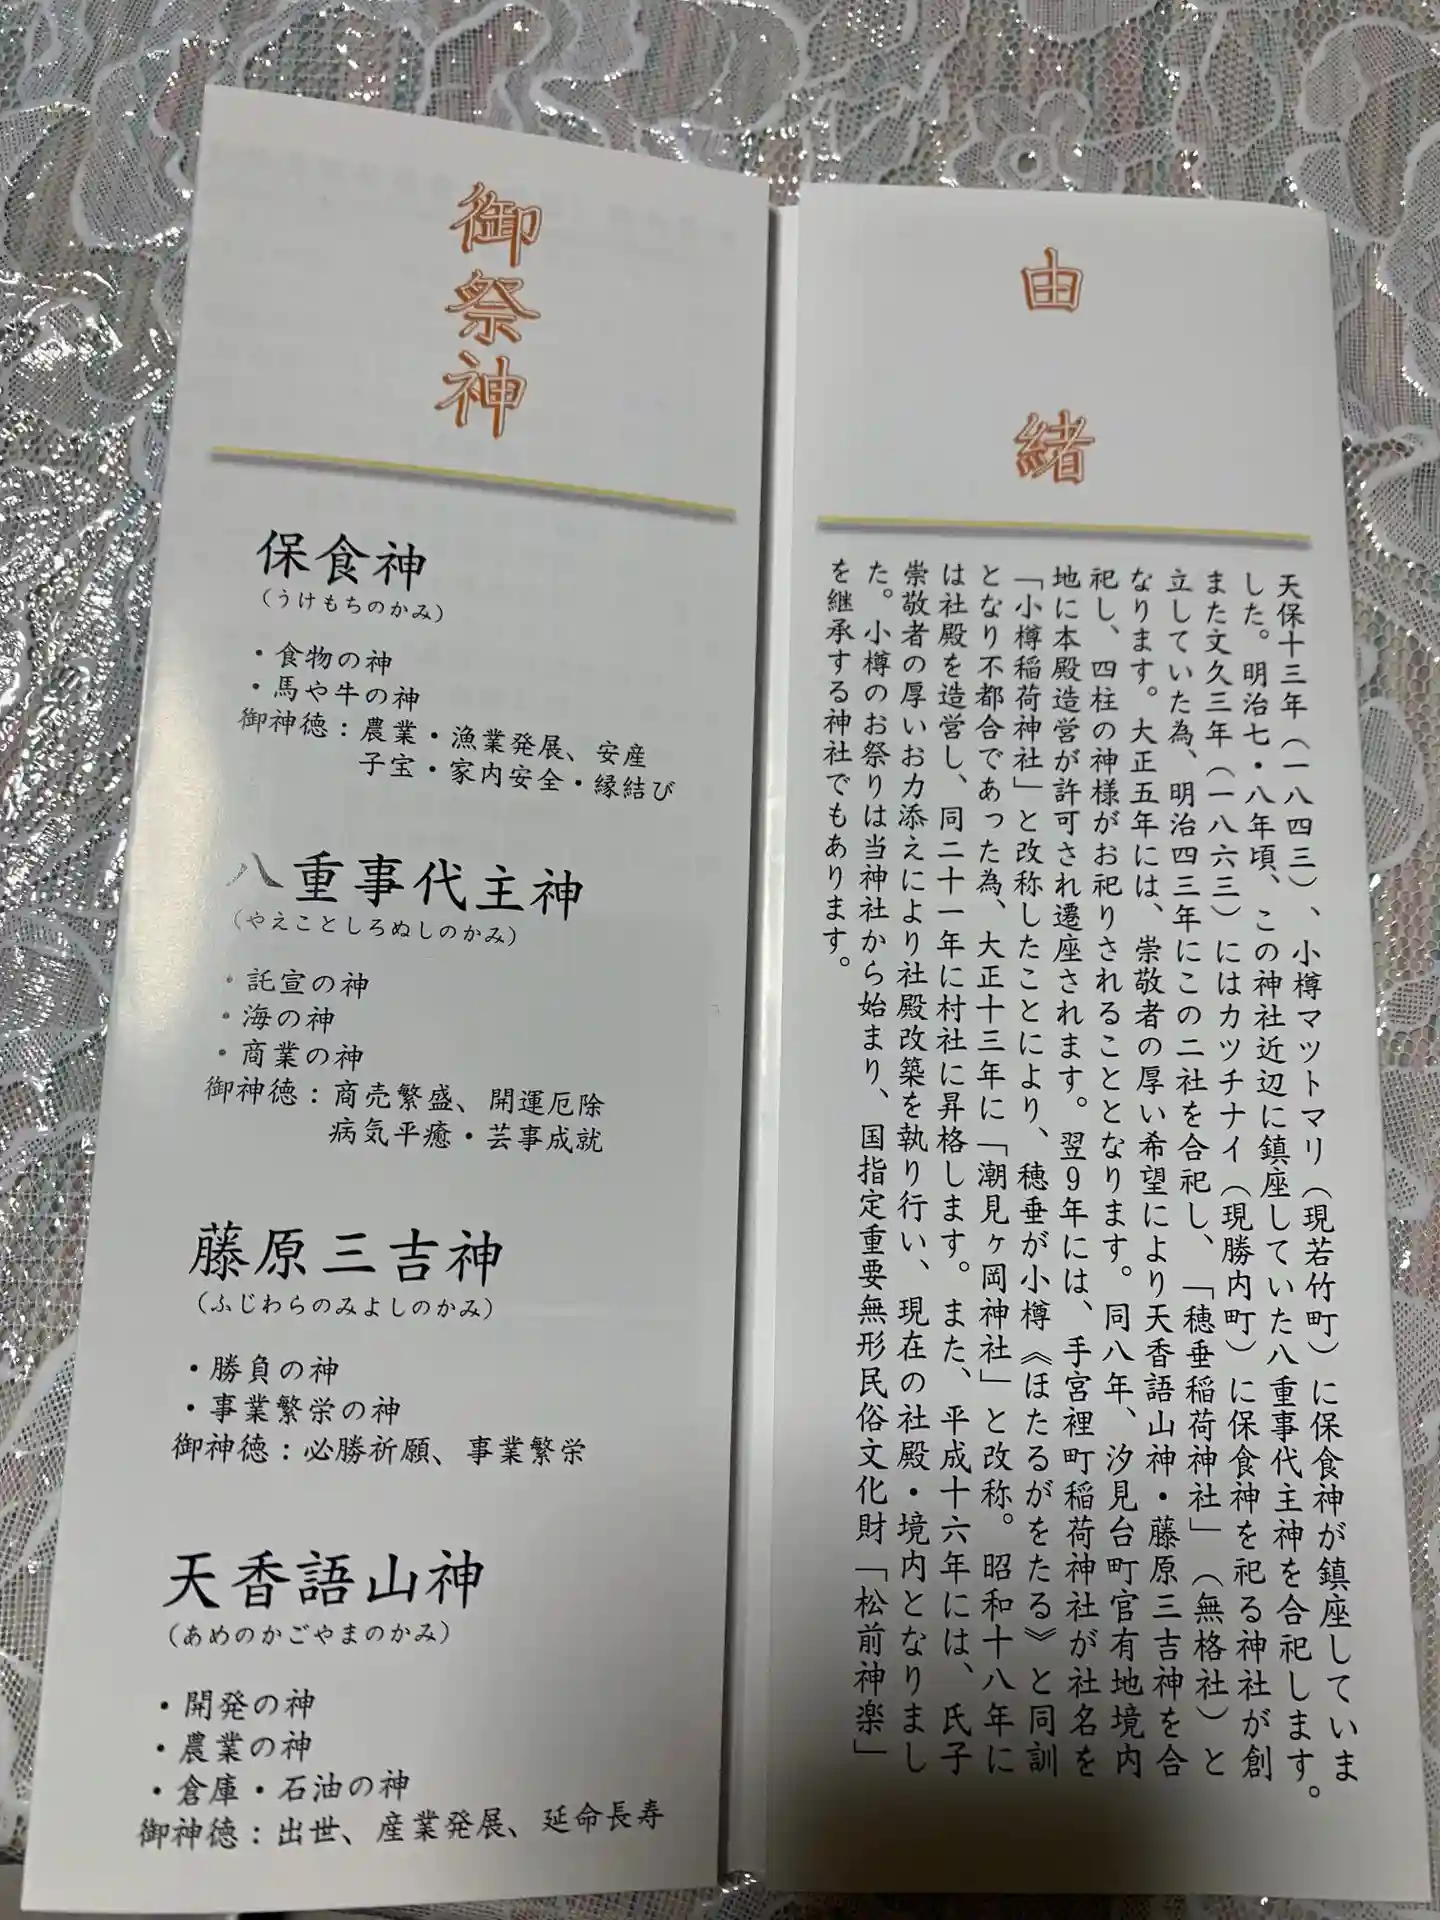 由緒
天保十三年（一八四三）、小樽マツトマリ（現若竹町）に保食神が鎮座していま
した。明治七・八年頃、この神社近辺に鎮座していた八重事代主神を合祀します。
また文久三年（一八六三）にはカツチナイ（現勝内町）に保食神を祀る神社が創
立していた為、明治四三年にこの二社を合祀し、「穂垂稲荷神社」（無格社）と
なります。大正五年には、崇敬者の厚い希望により天香語山神・藤原三吉神を合
祀し、四柱の神様がお祀りされることとなります。同八年、汐見台町官有地境内
地に本殿造営が許可され遷座されます。翌9年には、手宮裡町稲荷神社が社名を
「小樽稲荷神社」と改称したことにより、穂垂が小樽《ほたるがをたる》と同訓
となり不都合であった為、大正十三年に「潮見ヶ岡神社」と改称。昭和十八年に
は社殿を造営し、同二十一年に村社に昇格します。また、平成十六年には、氏子
崇敬者の厚いお力添えにより社殿改築を執り行い、現在の社殿・境内となりまし
た。小樽のお祭りは当神社から始まり、国指定重要無形民俗文化財「松前神楽」
を継承する神社でもあります。
御祭神
保食神
（うけもちのかみ）
・食物の神
・馬や牛の神
御神徳：農業・漁業発展、安産
子宝・家内安全・縁結び
八重事代主神
（やえことしろぬしのかみ）
・託宣の神
・海の神
・商業の神
御神徳：商売繁盛、開運厄除
病気平癒・芸事成就
藤原三吉神
（ふじわらのみよしのかみ）
・勝負の神
・事業繁栄の神
御神徳：必勝祈願、事業繁栄
天香語山神
（あめのかごやまのかみ）
・開発の神
・農業の神
・倉庫・石油の神
御神徳：出世、産業発展、延命長寿